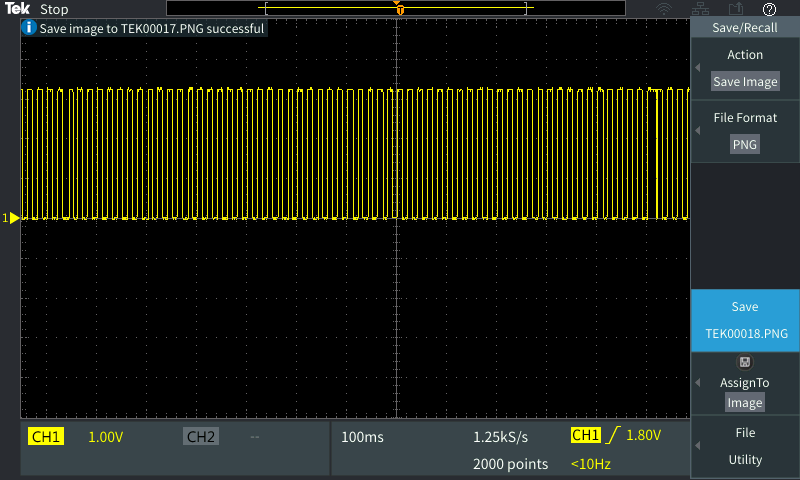 Tek Stop
T
i Save image to TEK00017.PNG successful
Save/Recall
Action
Save Image
File Format
PNG
1
Save
TEK00018.PNG
AssignTo
Image
File
Utility
CH1 1.00V CH2 -- 100ms 1.25kS/s CH1 1.80V
2000 points <10Hz